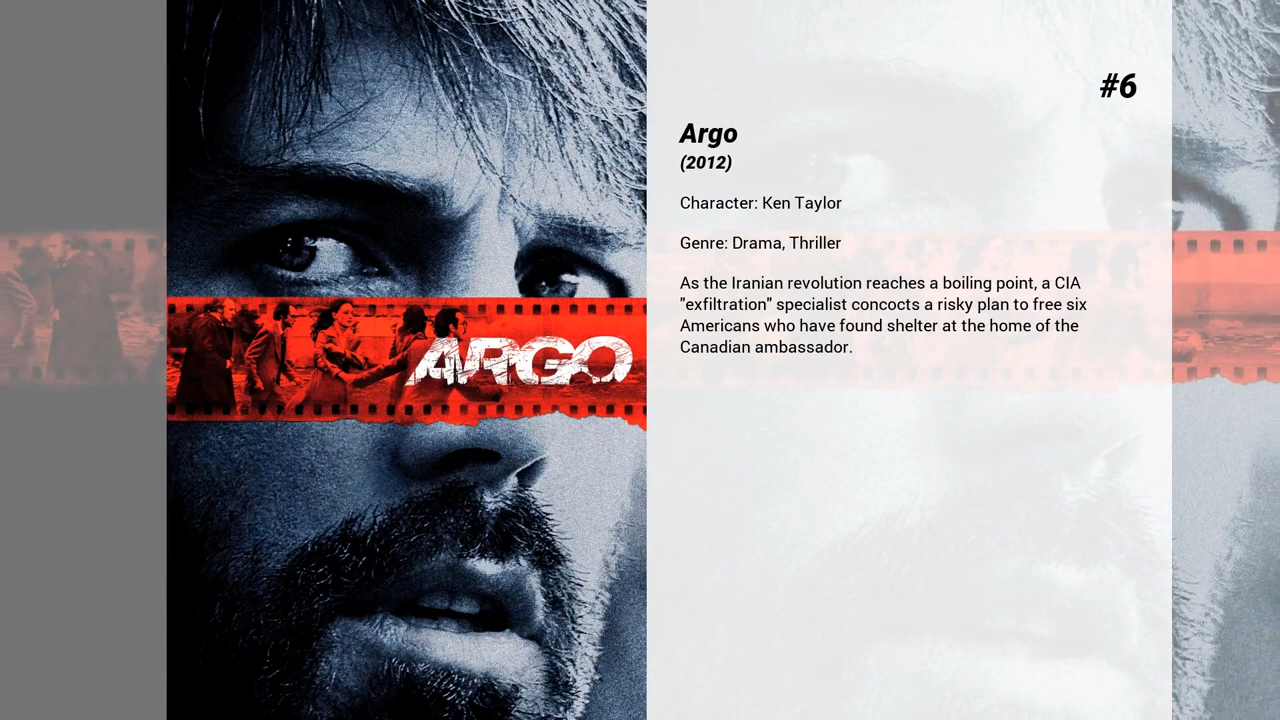 ARGO
#6
Argo
(2012)
Character: Ken Taylor
Genre: Drama, Thriller
As the Iranian revolution reaches a boiling point, a CIA
"exfiltration" specialist concocts a risky plan to free six
Americans who have found shelter at the home of the
Canadian ambassador.